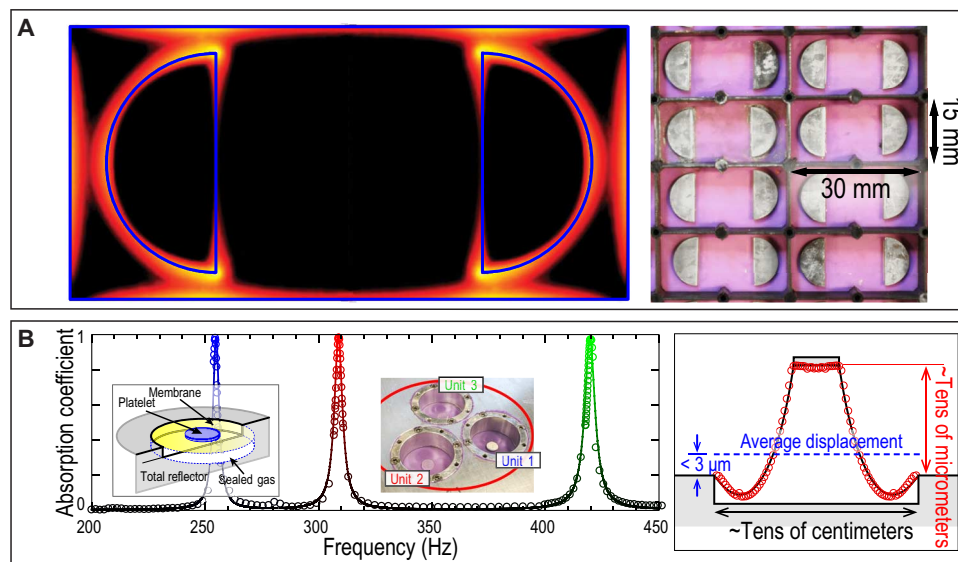 A
15 mm
30 mm
B
Absorption coefficient
1
0
200
250
300
350
400
450
Frequency (Hz)
Membrane
Platelet
Total reflector
Sealed gas
Unit 3
Unit 1
Unit 2
Average displacement
< 3 μm
~Tens of micrometers
~Tens of centimeters